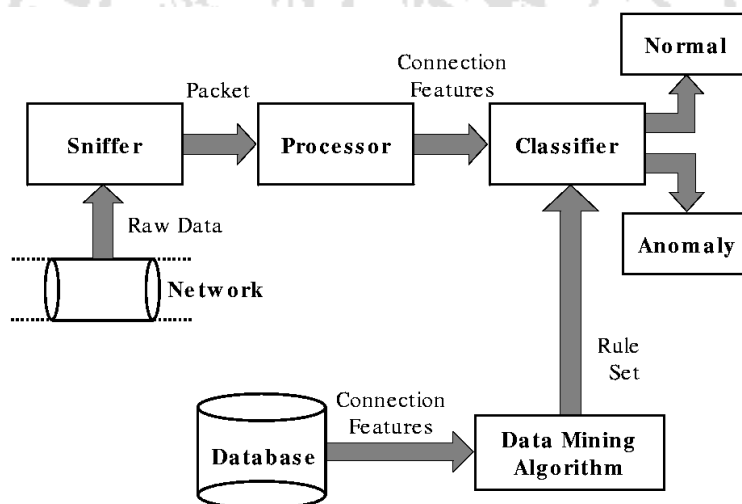 Normal
Connection
Features
Packet
Sniffer
Processor
Classifier
Raw Data
Anomaly
Network
Rule
Set
Connection
Features
Database
Data Mining
Algorithm